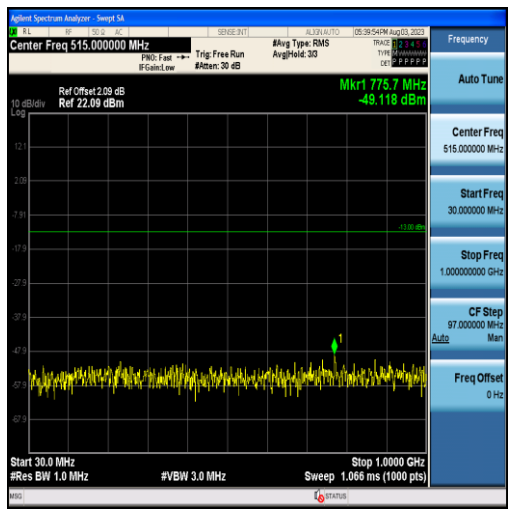 Agilent Spectrum Analyzer - Swept SA
RL RF 50 Ω AC SENSE:INT ALIGN AUTO 05:39:54 PM Aug 03, 2023
Center Freq 515.000000 MHz
PNO: Fast
IFGain:Low
Trig: Free Run
#Atten: 30 dB
#Avg Type: RMS
Avg|Hold: 3/3
TRACE 1 2 3 4 5 6
TYPE
DET P P P P P P
Mkr1 775.7 MHz
-49.118 dBm
Ref Offset 2.09 dB
Ref 22.09 dBm
10 dB/div
Log
12.1
2.09
-7.91
-13.00 dBm
-17.9
-27.9
-37.9
-47.9
-57.9
-67.9
1
Start 30.0 MHz
Stop 1.0000 GHz
#Res BW 1.0 MHz
#VBW 3.0 MHz
Sweep 1.066 ms (1000 pts)
MSG
STATUS
Frequency
Auto Tune
Center Freq
515.000000 MHz
Start Freq
30.000000 MHz
Stop Freq
1.000000000 GHz
CF Step
97.000000 MHz
Auto Man
Freq Offset
0 Hz